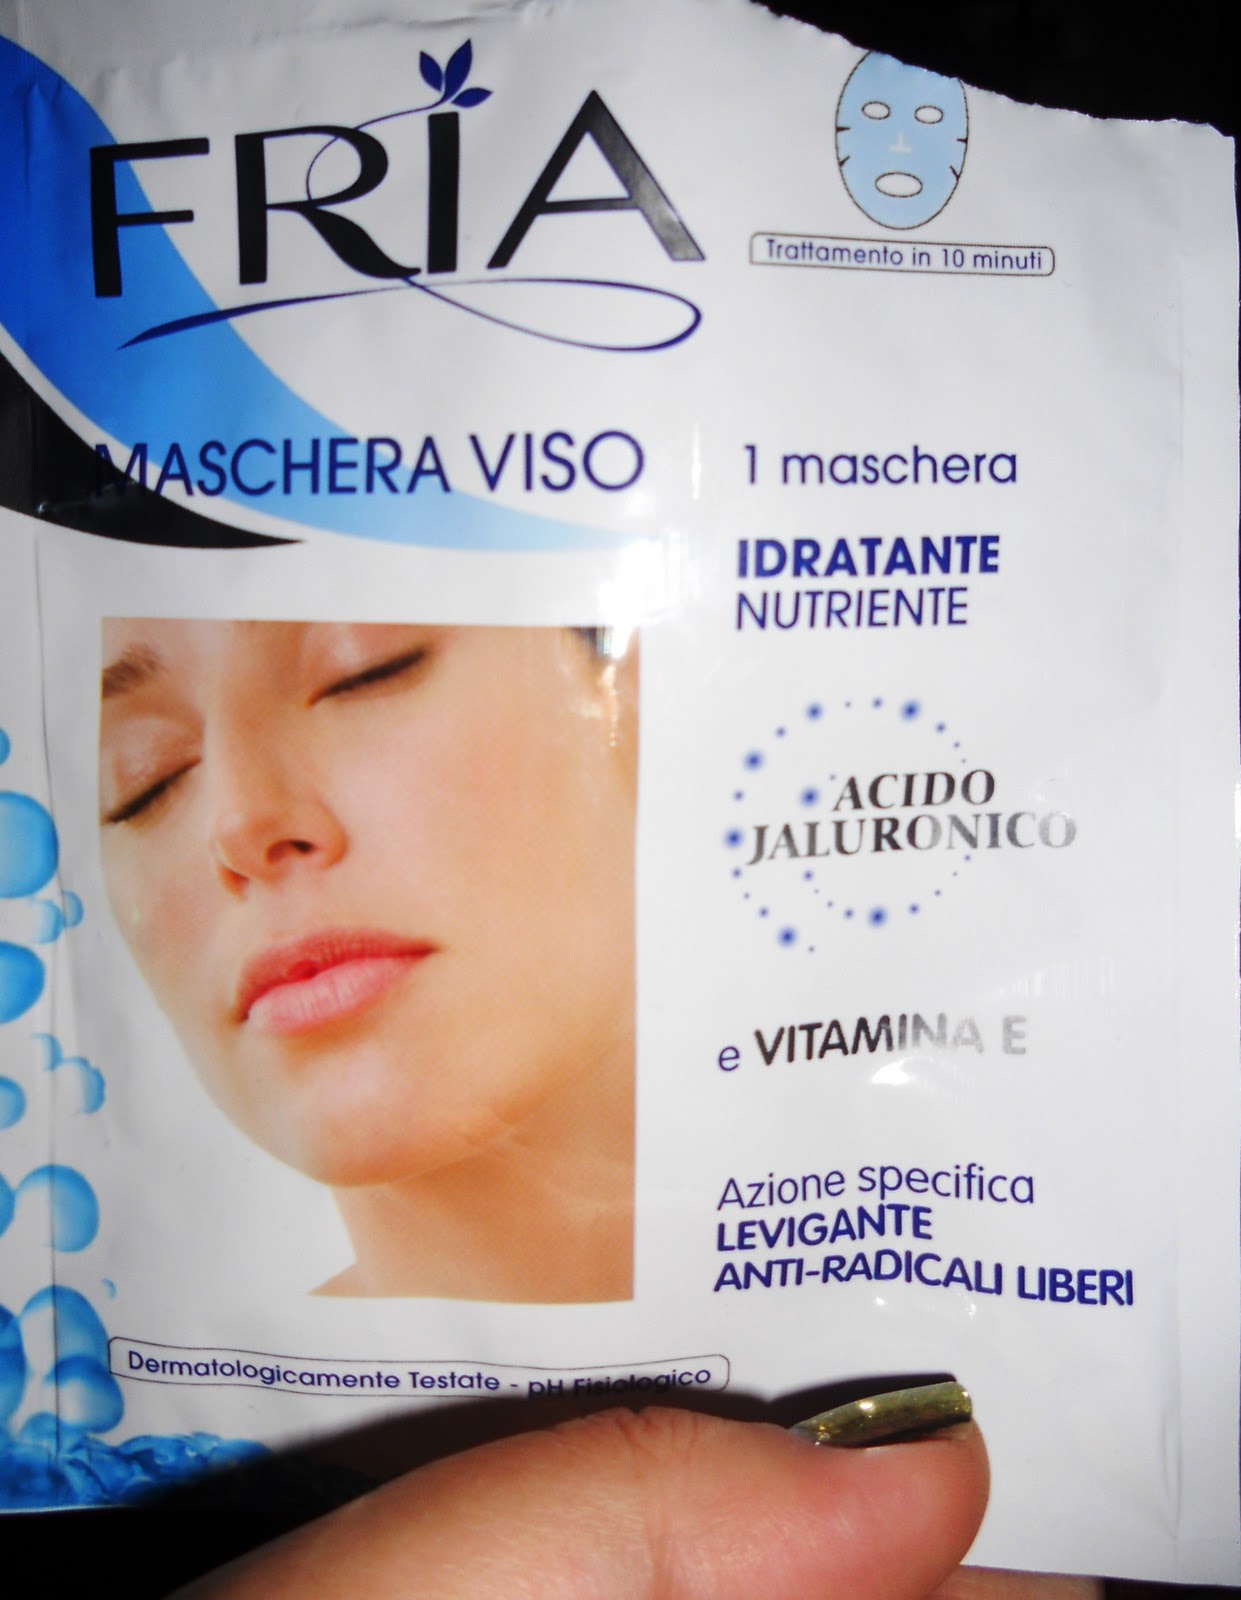 FRIA
Trattamento in 10 minuti
MASCHERA VISO
1 maschera
IDRATANTE
NUTRIENTE
ACIDO
JALURONICO
e VITAMINA E
Azione specifica
LEVIGANTE
ANTI-RADICALI LIBERI
Dermatologicamente Testate - pH Fisiologico